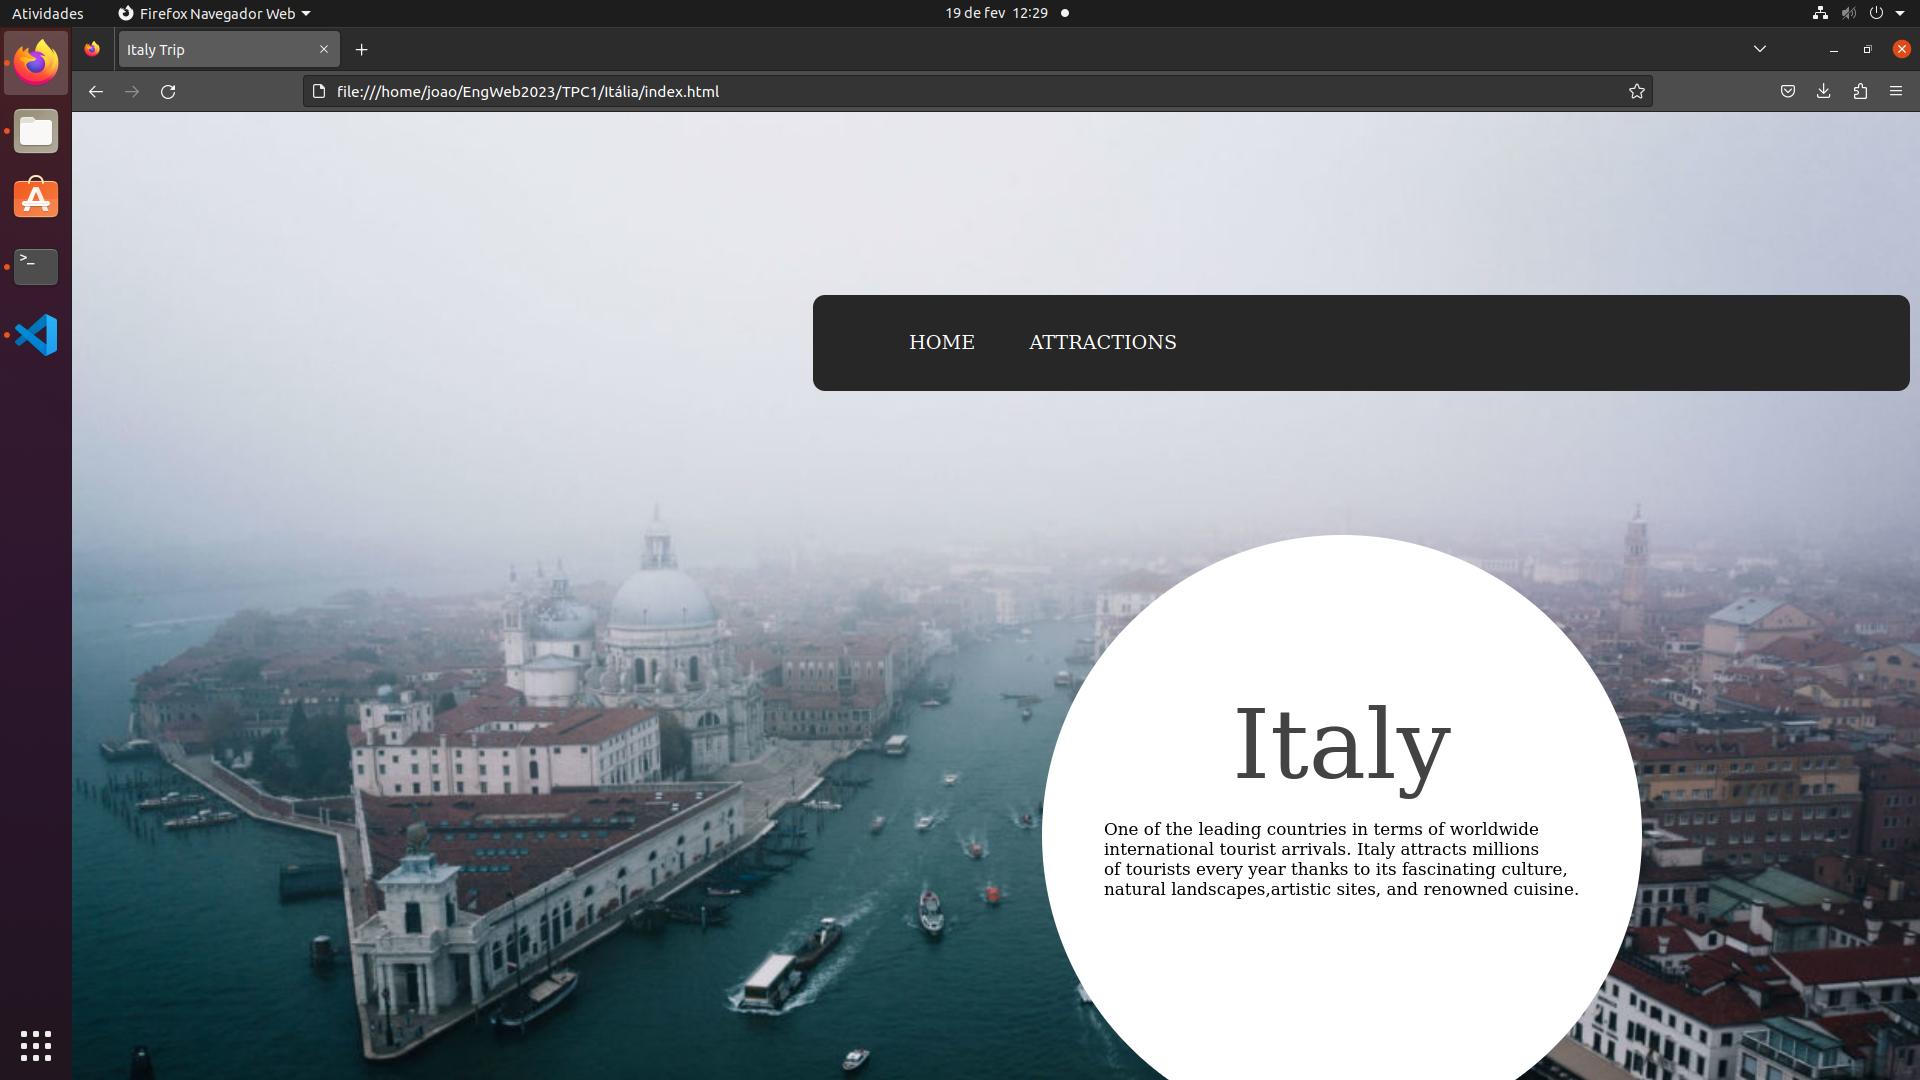 Atividades
Firefox Navegador Web
19 de fev 12:29
Italy Trip
file:///home/joao/EngWeb2023/TPC1/Itália/index.html
HOME
ATTRACTIONS
Italy
One of the leading countries in terms of worldwide
international tourist arrivals. Italy attracts millions
of tourists every year thanks to its fascinating culture,
natural landscapes,artistic sites, and renowned cuisine.